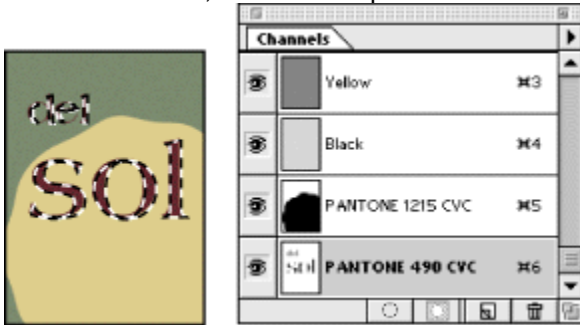 Channels
del
sol
Yellow ⌘3
Black ⌘4
PANTONE 1215 CVC ⌘5
del
sol PANTONE 490 CVC ⌘6